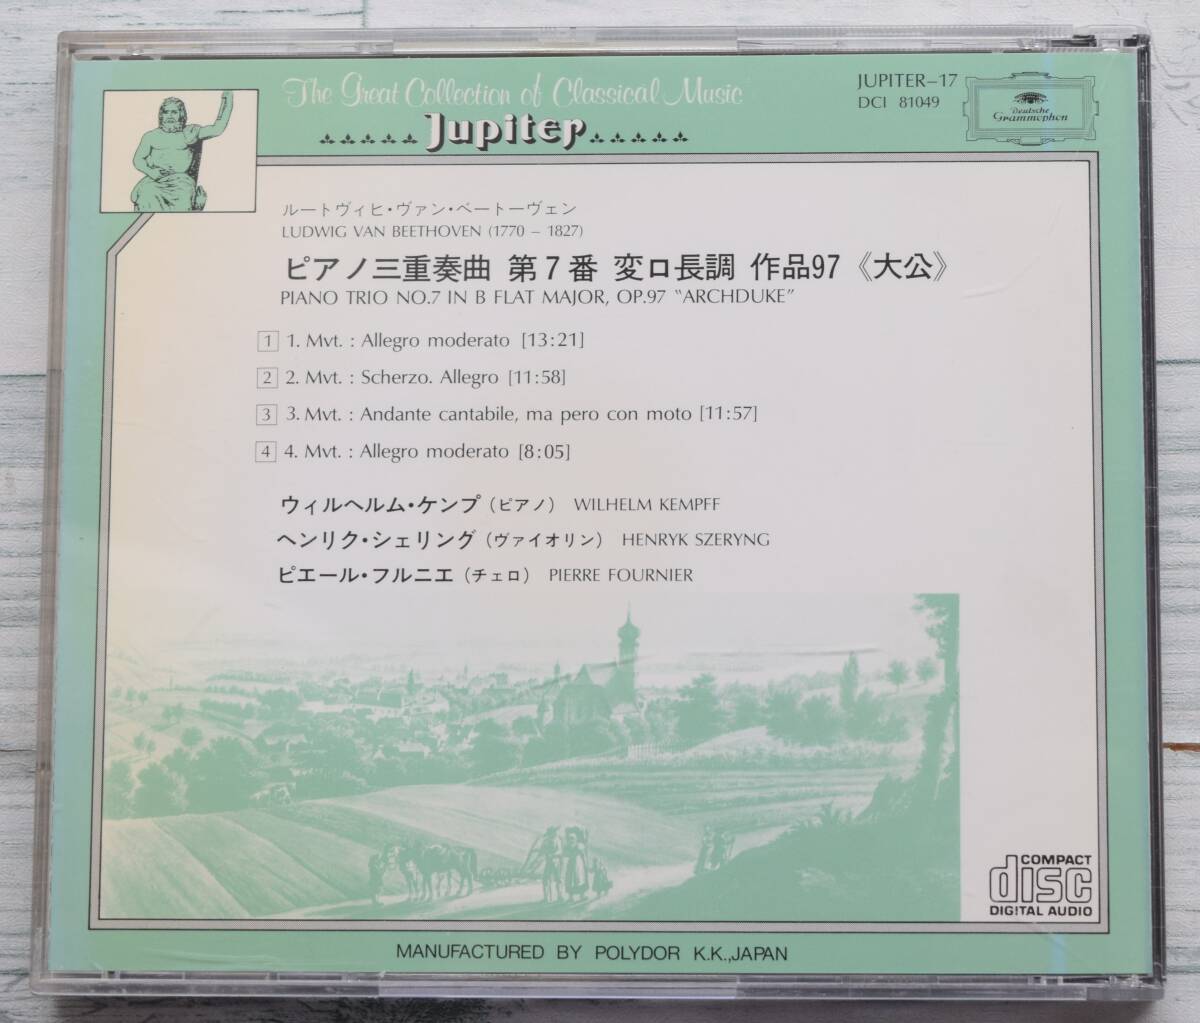 The Great Collection of Classical Music
Jupiter
JUPITER-17
DCI 81049
Deutsche
Grammophon
ルートヴィヒ・ヴァン・ベートーヴェン
LUDWIG VAN BEETHOVEN (1770 – 1827)
ピアノ三重奏曲 第7番 変ロ長調 作品97《大公》
PIANO TRIO NO.7 IN B FLAT MAJOR, OP.97 “ARCHDUKE”
1 1. Mvt. : Allegro moderato [13:21]
2 2. Mvt. : Scherzo. Allegro [11:58]
3 3. Mvt. : Andante cantabile, ma pero con moto [11:57]
4 4. Mvt. : Allegro moderato [8:05]
ウィルヘルム・ケンプ(ピアノ) WILHELM KEMPFF
ヘンリク・シェリング(ヴァイオリン) HENRYK SZERYNG
ピエール・フルニエ(チェロ) PIERRE FOURNIER
COMPACT
disc
DIGITAL AUDIO
MANUFACTURED BY POLYDOR K.K.,JAPAN